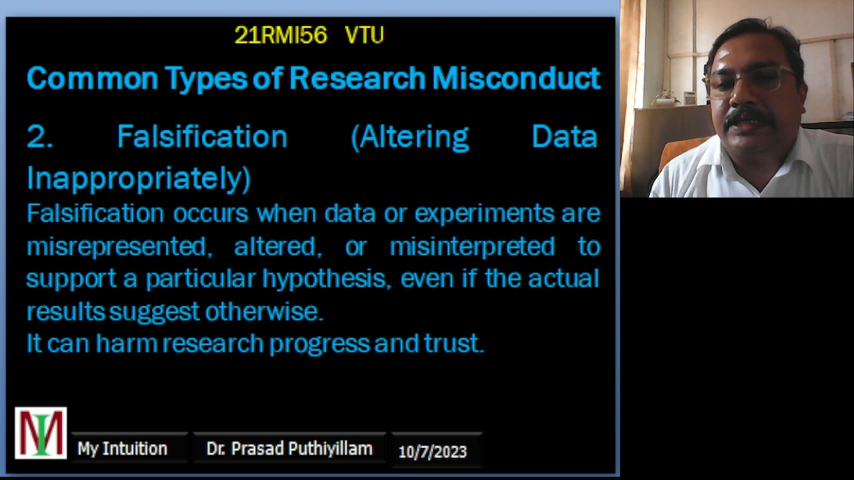 21RMI56 VTU
Common Types of Research Misconduct
2. Falsification (Altering Data
Inappropriately)
Falsification occurs when data or experiments are
misrepresented, altered, or misinterpreted to
support a particular hypothesis, even if the actual
results suggest otherwise.
It can harm research progress and trust.
MI
My Intuition
Dr. Prasad Puthiyillam
10/7/2023